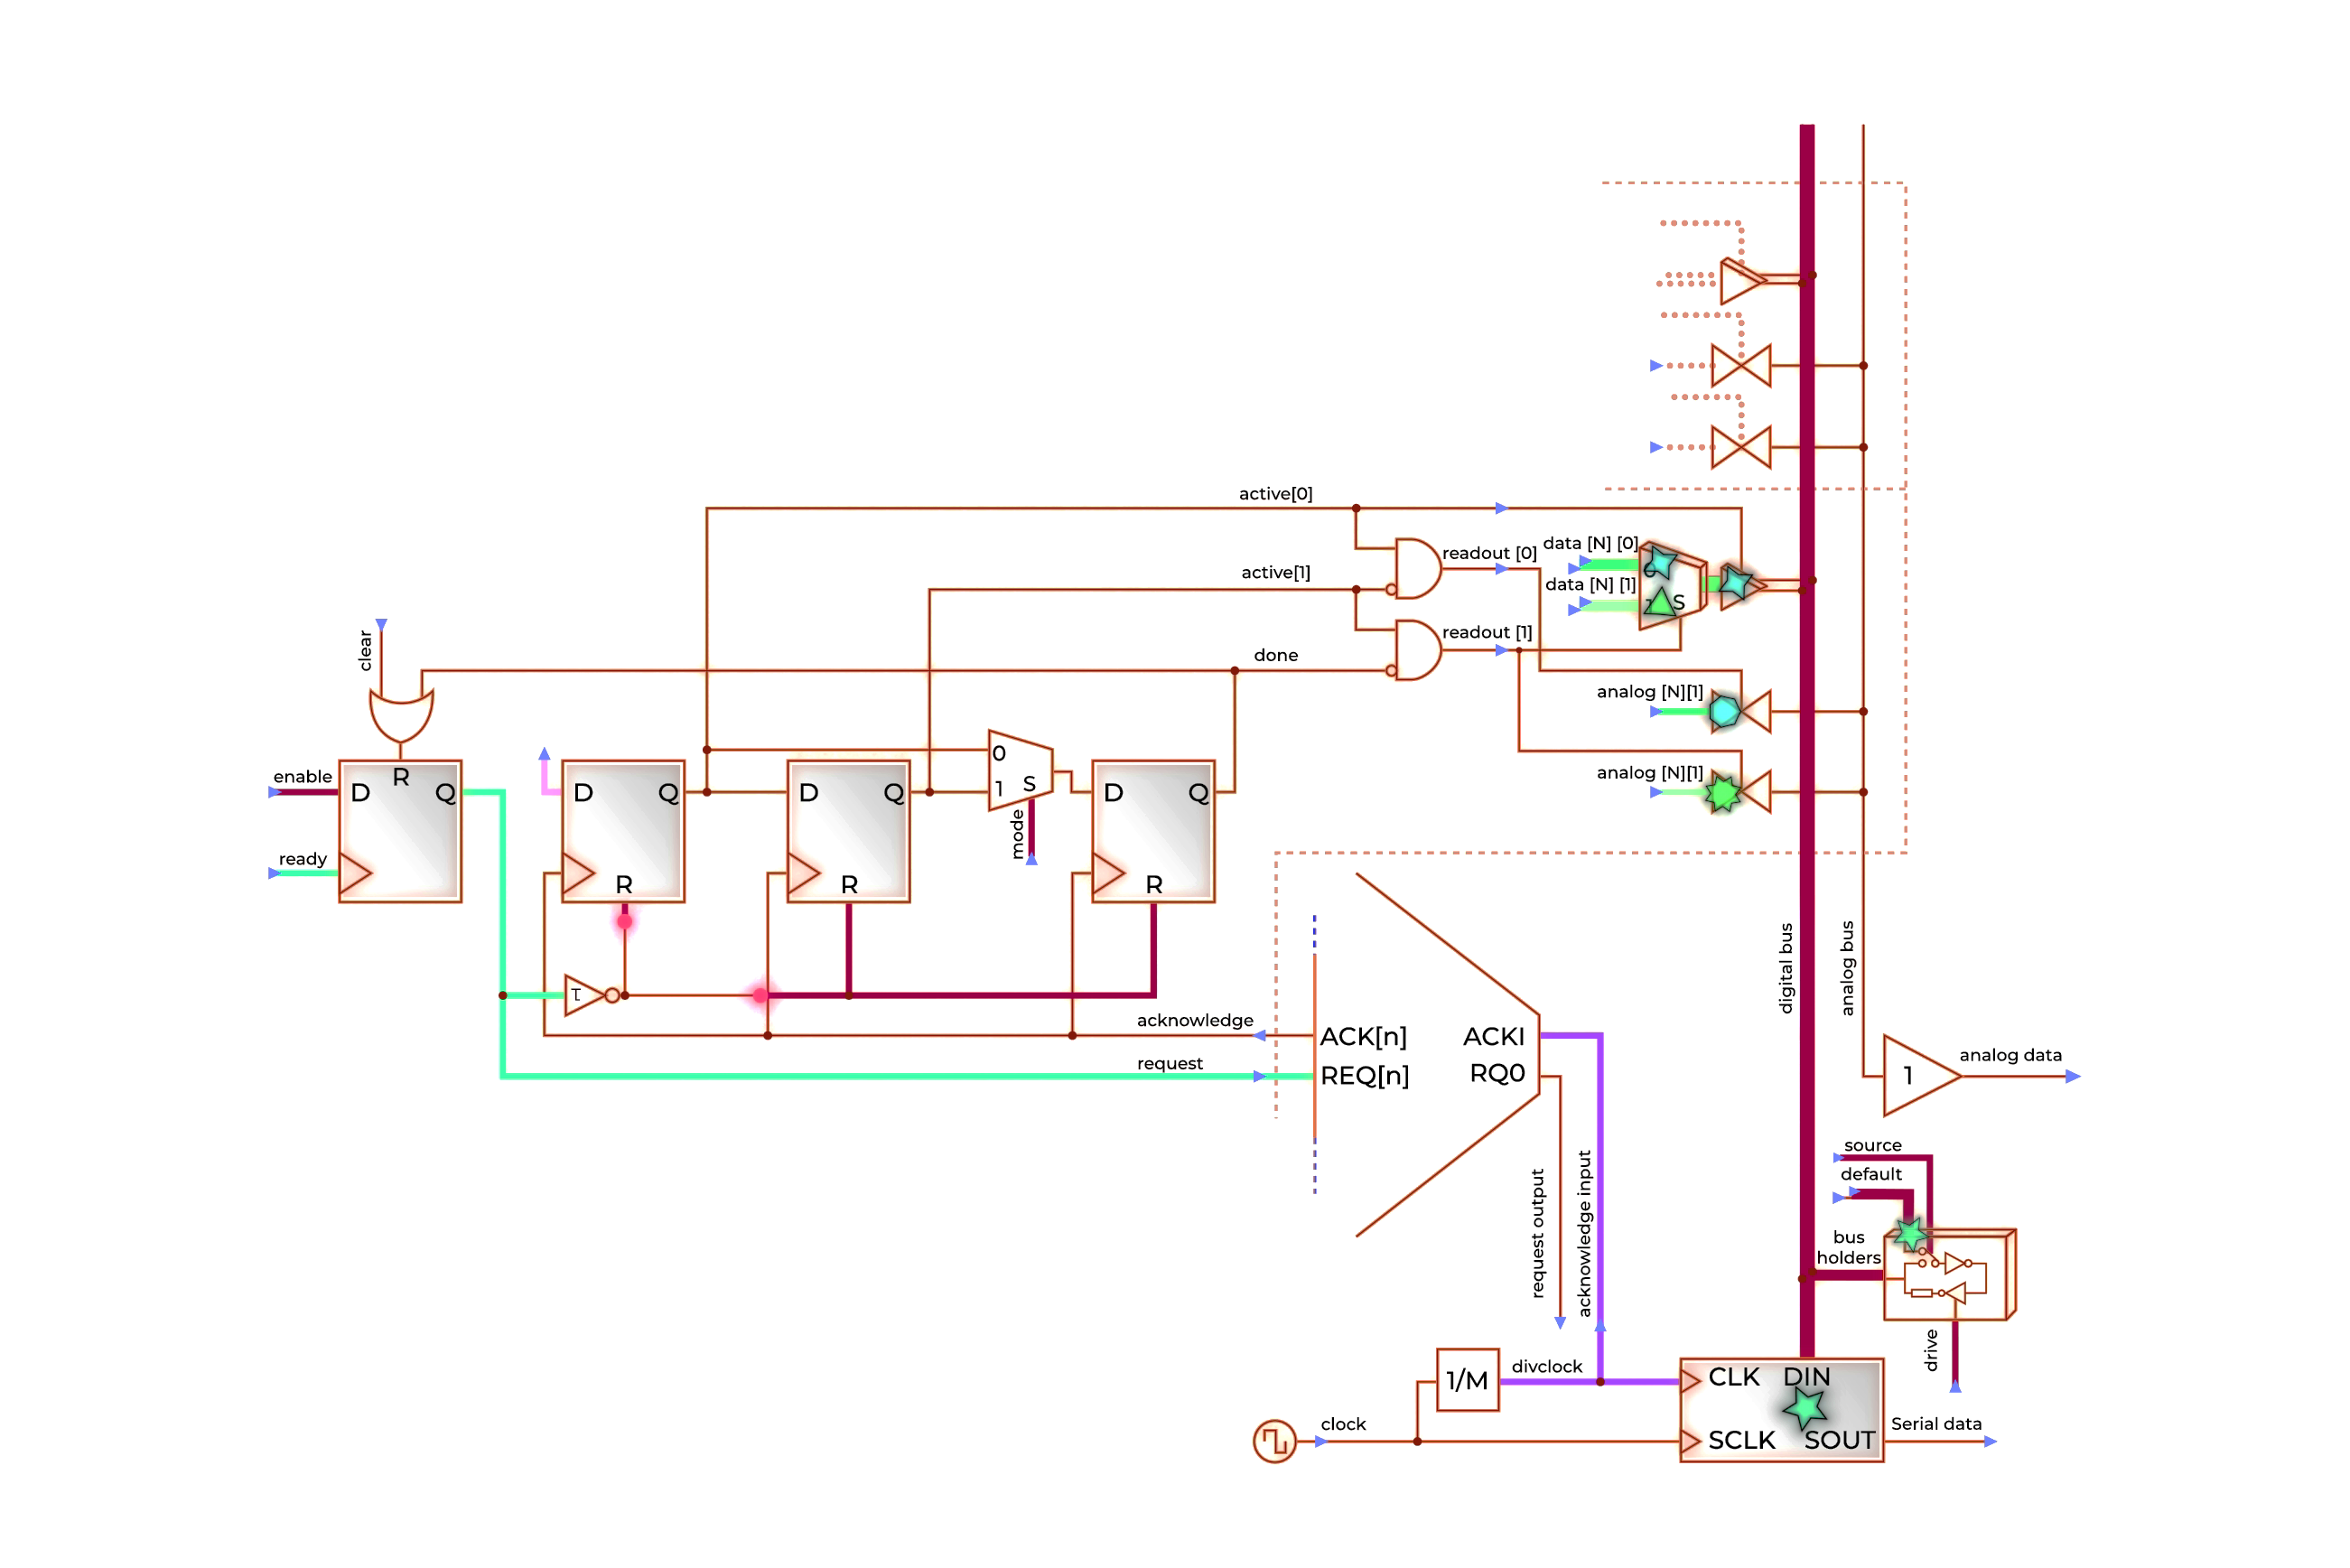 active[0]
readout [0]
data [N] [0]
active[1]
data [N] [1]
S
readout [1]
clear
done
analog [N][1]
enable
D
R
Q
D
Q
D
Q
0
1
S
D
Q
analog [N][1]
mode
ready
R
R
R
τ
acknowledge
ACK[n]
ACKI
digital bus
analog bus
request
REQ[n]
RQ0
1
analog data
source
default
request output
acknowledge input
bus
holders
drive
1/M
divclock
CLK
DIN
clock
SCLK
SOUT
Serial data